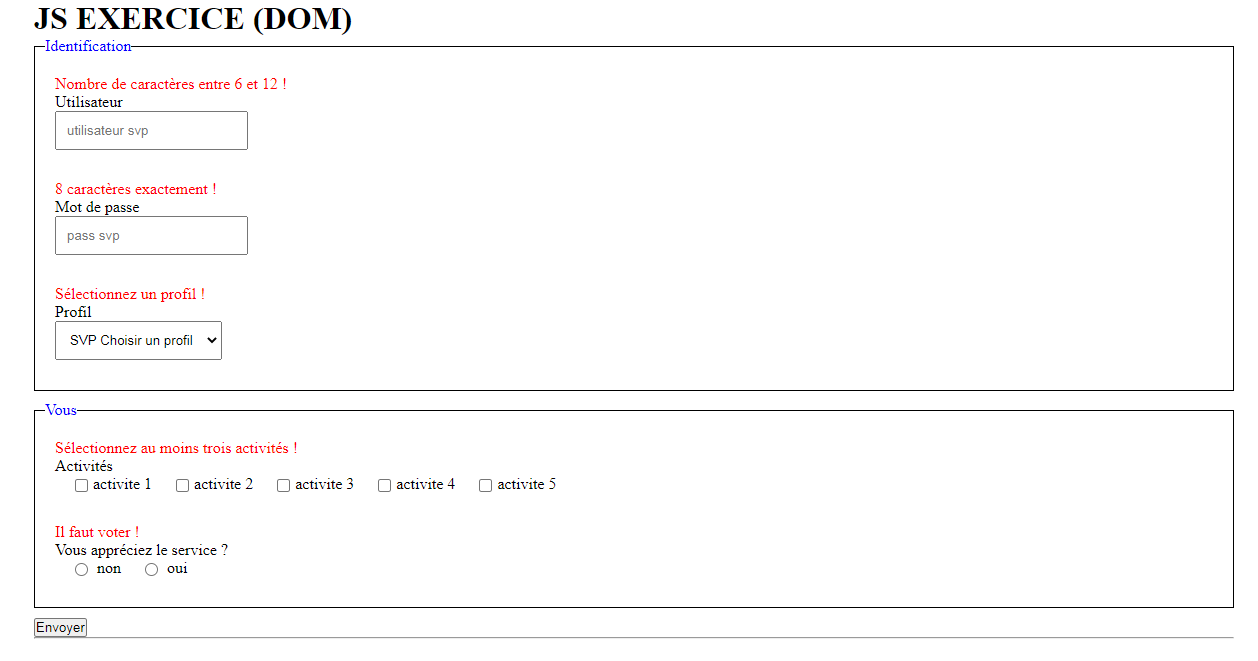 JS EXERCICE (DOM)
Identification
Nombre de caractères entre 6 et 12 !
Utilisateur
utilisateur svp
8 caractères exactement !
Mot de passe
pass svp
Sélectionnez un profil !
Profil
SVP Choisir un profil
Vous
Sélectionnez au moins trois activités !
Activités
activite 1 activite 2 activite 3 activite 4 activite 5
Il faut voter !
Vous appréciez le service ?
non oui
Envoyer